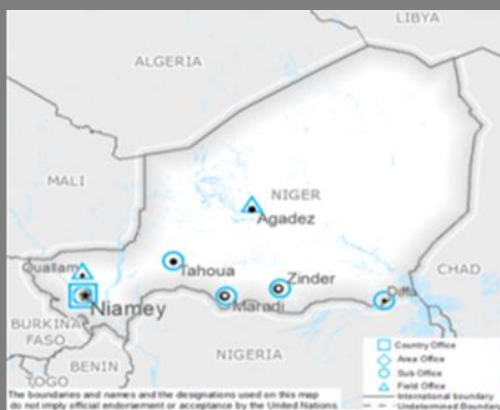 LIBYA
ALGERIA
MALI
NIGER
Agadez
CHAD
Ouallam
Tahoua
Zinder
Diffa
Niamey
Maradi
BURKINA
FASO
NIGERIA
BENIN
TOGO
Country Office
Area Office
Sub Office
Field Office
International boundary
Undetermined Boundary
The boundaries and names and the designations used on this map
do not imply official endorsement or acceptance by the United Nations